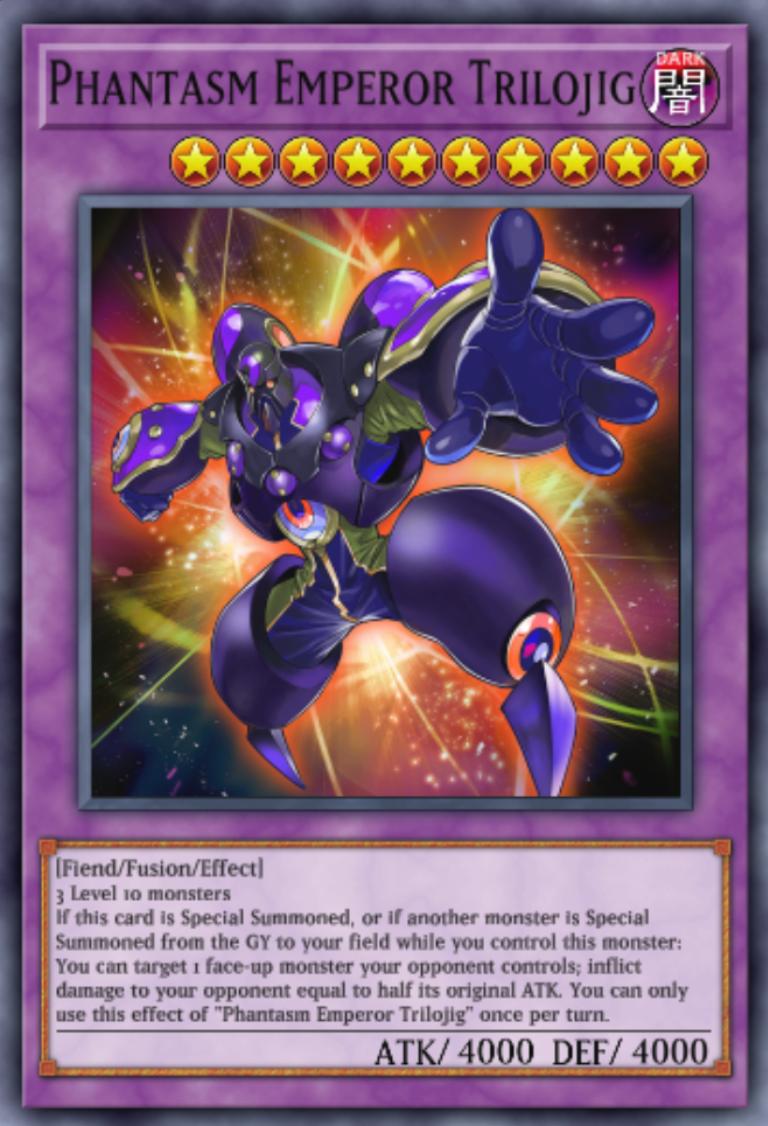 PHANTASM EMPEROR TRILOJIG
DARK
闇
[Fiend/Fusion/Effect]
3 Level 10 monsters
If this card is Special Summoned, or if another monster is Special
Summoned from the GY to your field while you control this monster:
You can target 1 face-up monster your opponent controls; inflict
damage to your opponent equal to half its original ATK. You can only
use this effect of "Phantasm Emperor Trilojig" once per turn.
ATK/ 4000 DEF/ 4000